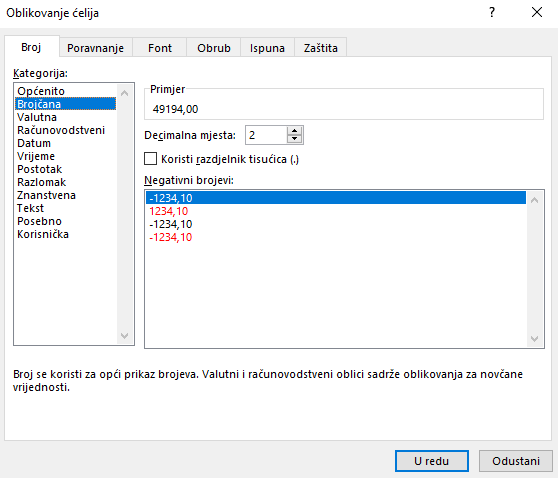 Oblikovanje ćelija
?
Broj
Poravnanje
Font
Obrub
Ispuna
Zaštita
Kategorija:
Općenito
Brojčana
Valutna
Računovodstveni
Datum
Vrijeme
Postotak
Razlomak
Znanstvena
Tekst
Posebno
Korisnička
Primjer
49194,00
Decimalna mjesta: 2
Koristi razdjelnik tisućica (.)
Negativni brojevi:
-1234,10
1234,10
-1234,10
-1234,10
Broj se koristi za opći prikaz brojeva. Valutni i računovodstveni oblici sadrže oblikovanja za novčane
vrijednosti.
U redu
Odustani